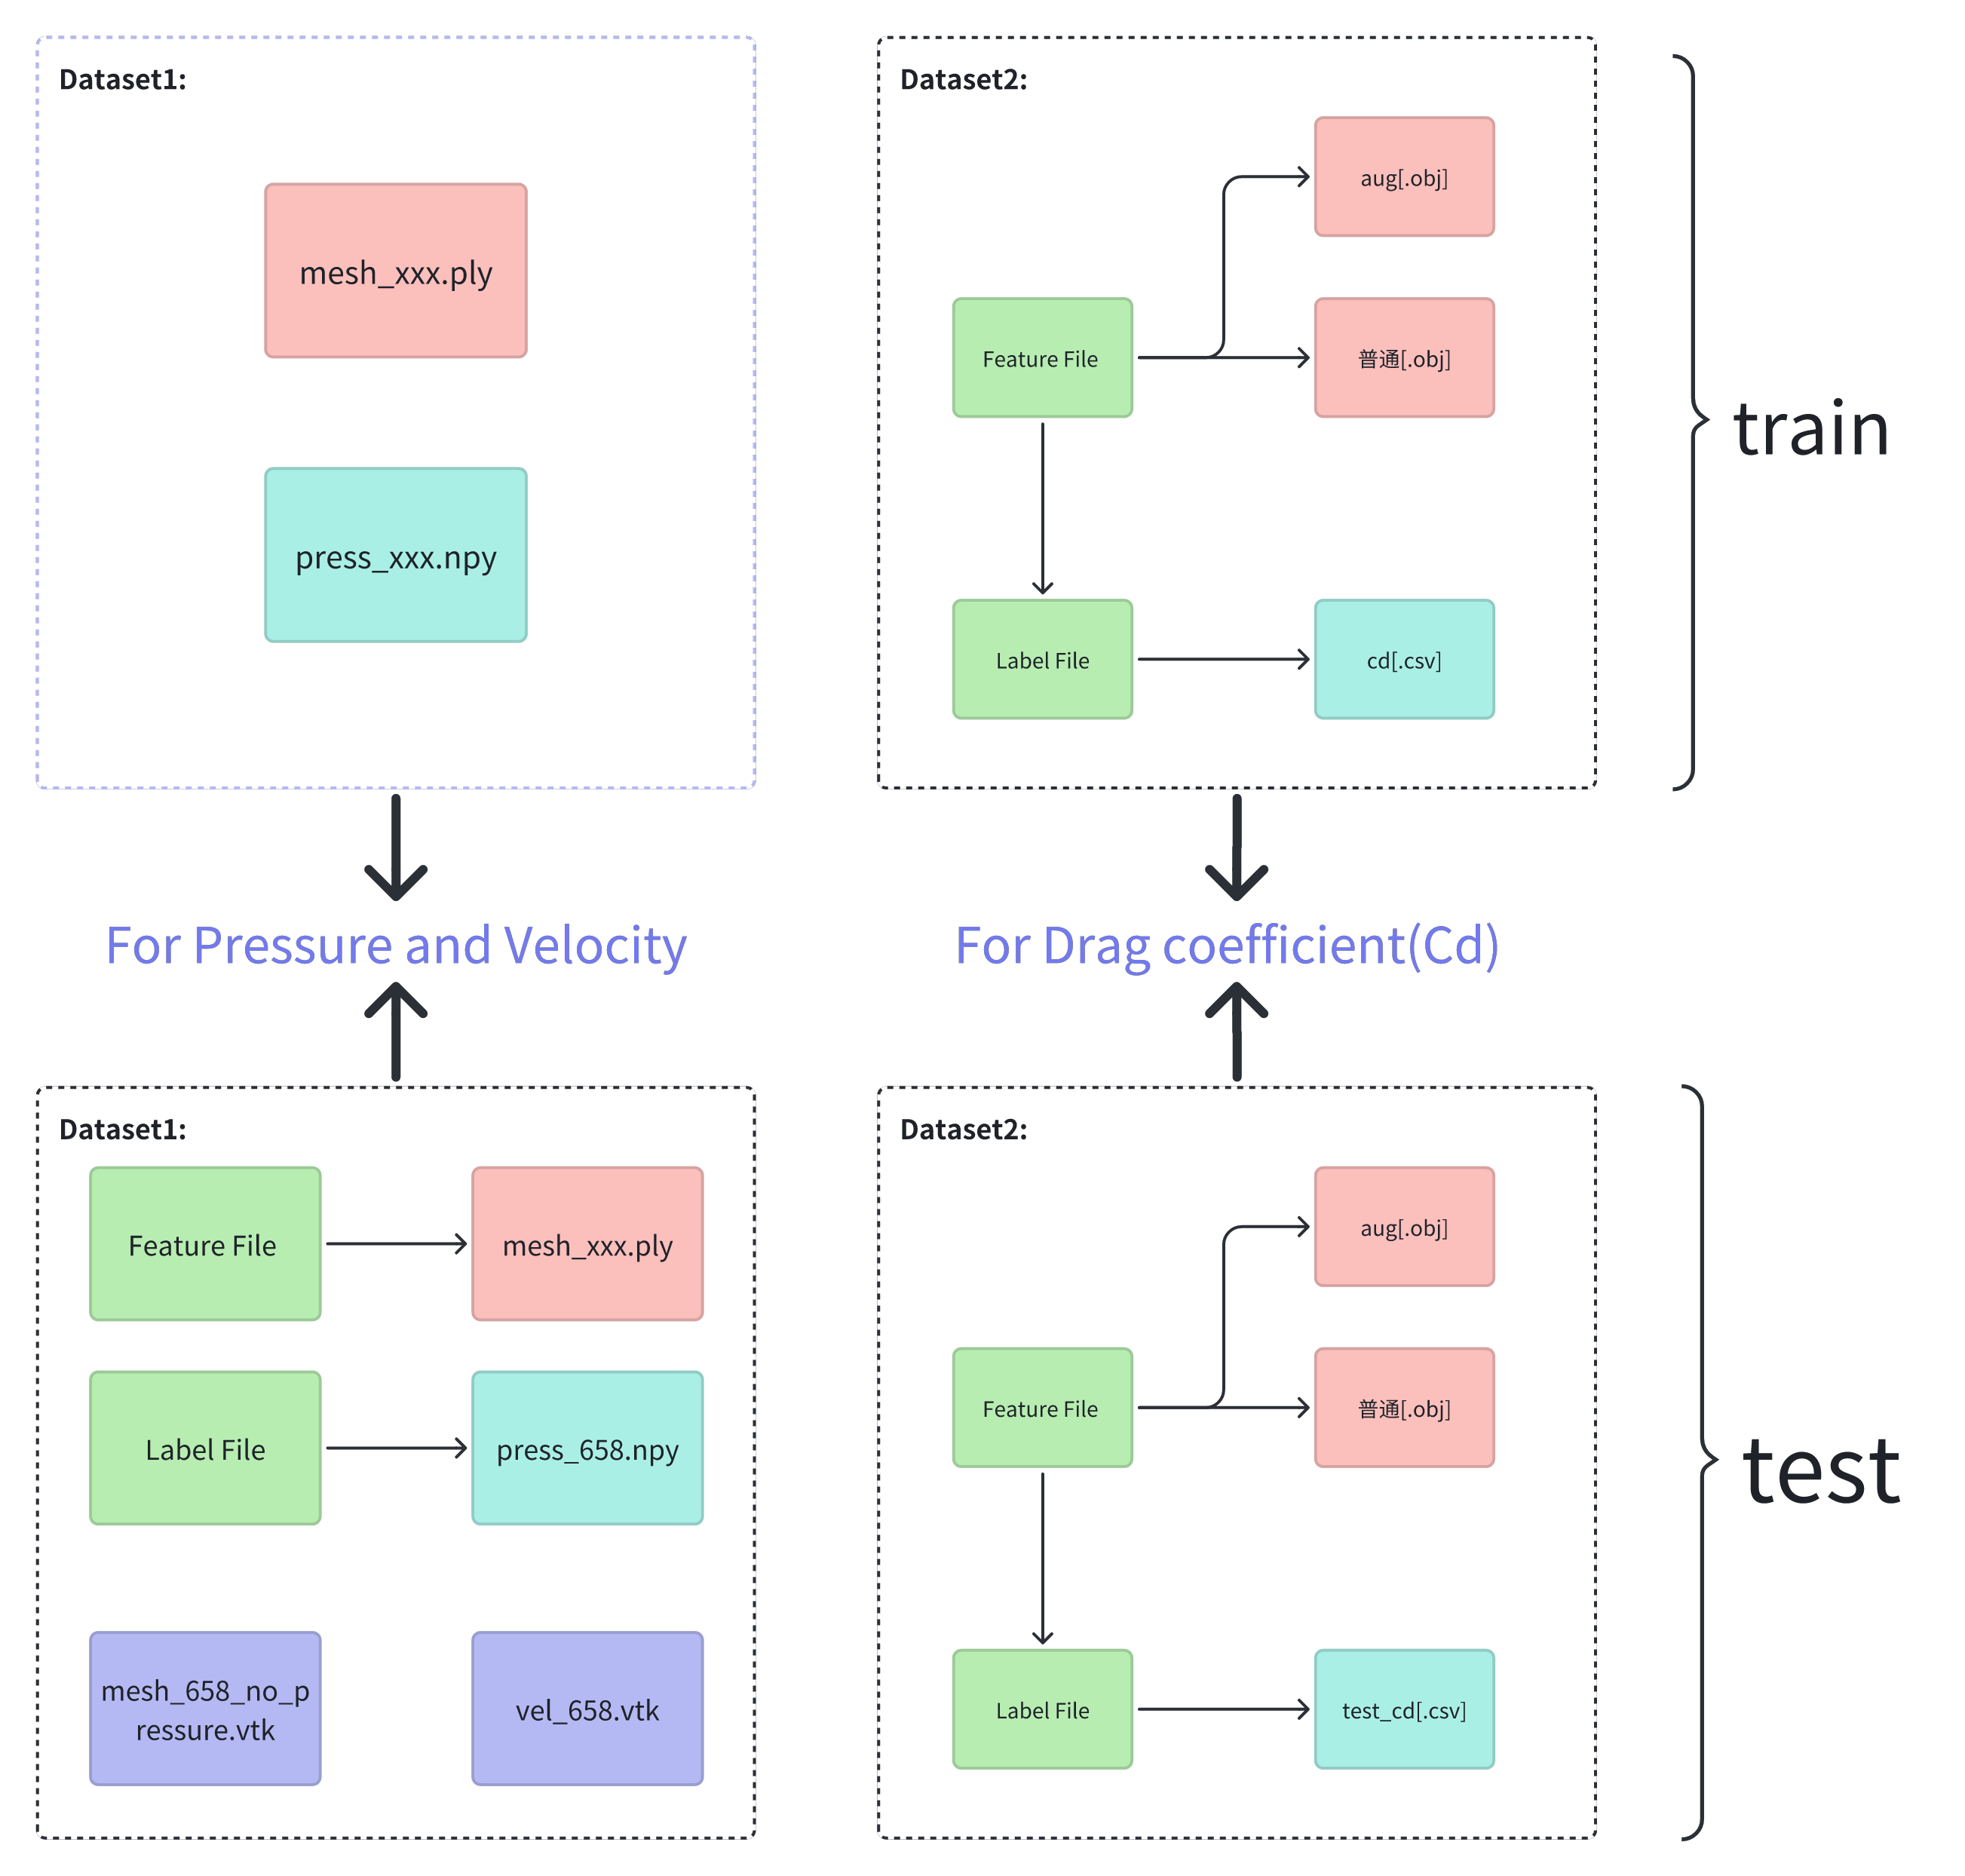 Dataset1:
mesh_xxx.ply
press_xxx.npy
Dataset2:
aug[.obj]
Feature File
普通[.obj]
Label File
cd[.csv]
train
For Pressure and Velocity
For Drag coefficient(Cd)
Dataset1:
Feature File
mesh_xxx.ply
Label File
press_658.npy
mesh_658_no_p
ressure.vtk
vel_658.vtk
Dataset2:
aug[.obj]
Feature File
普通[.obj]
Label File
test_cd[.csv]
test